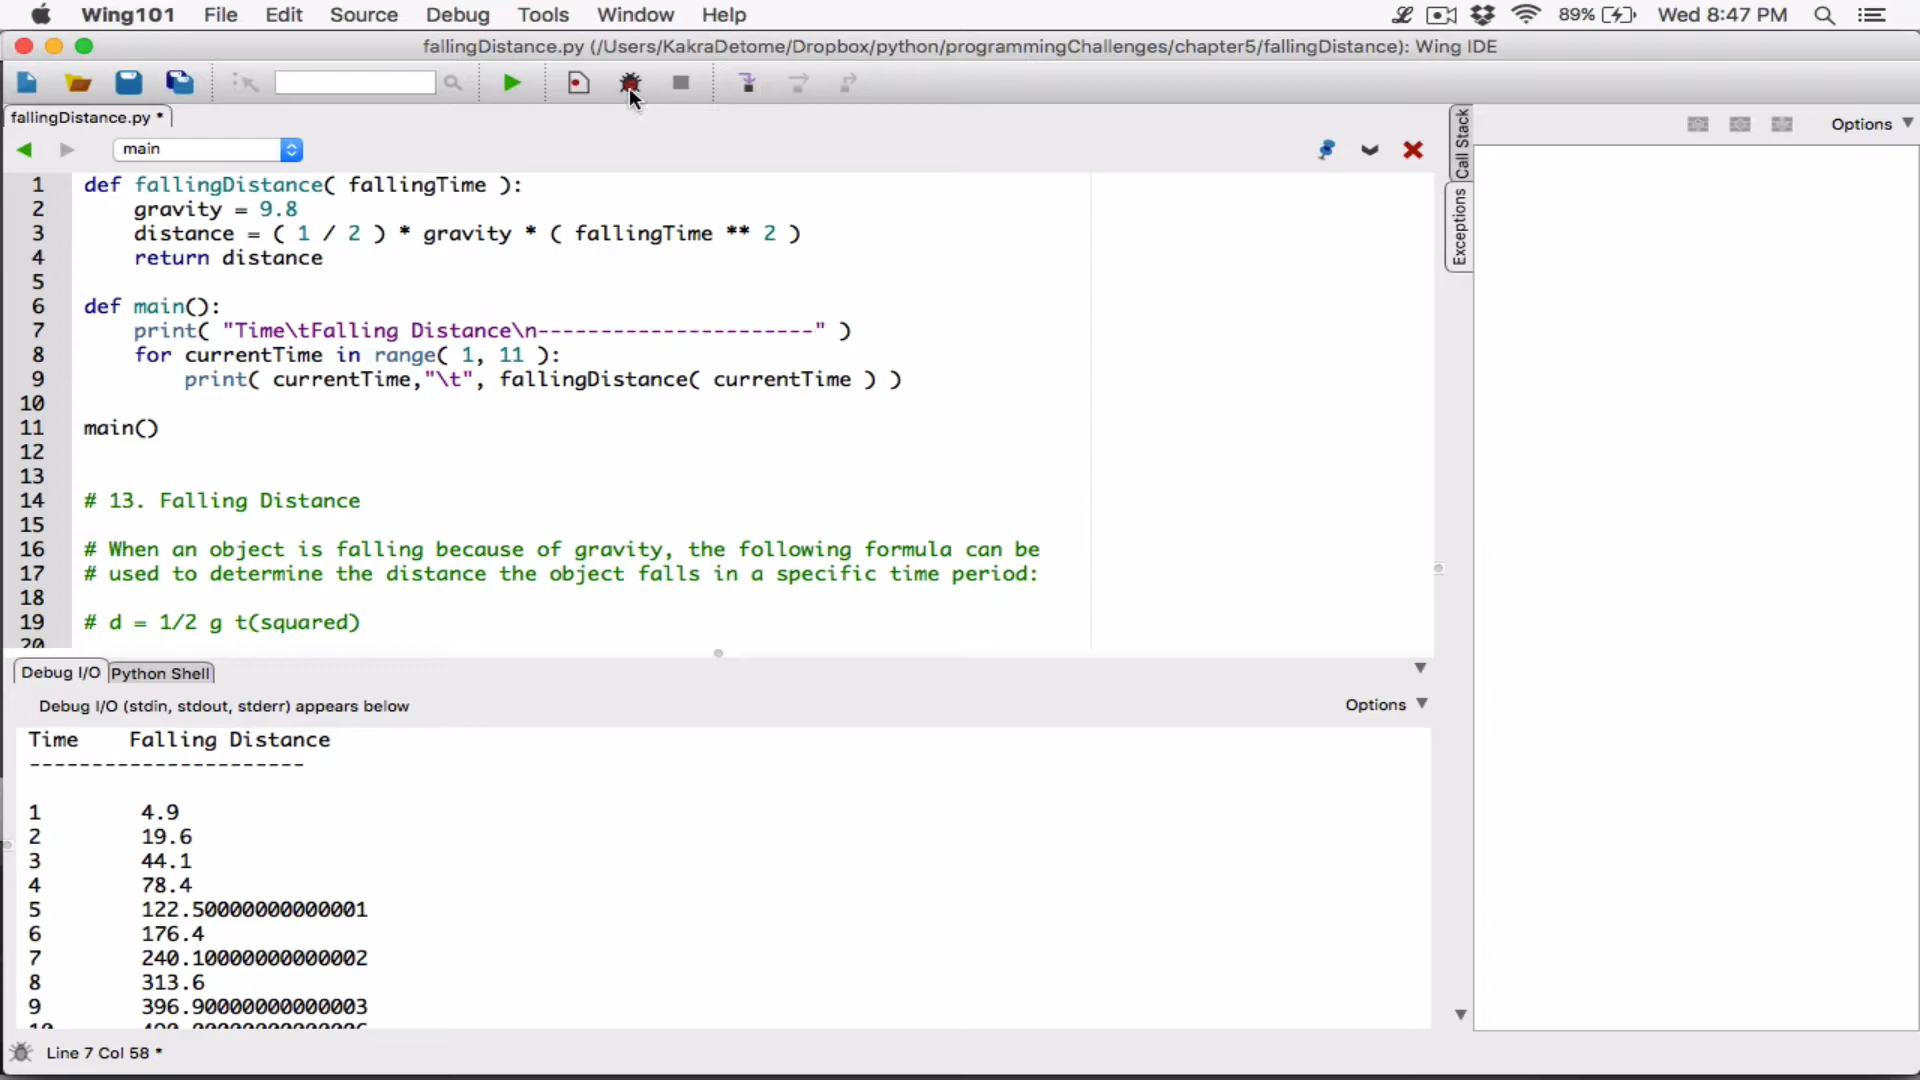 Wing101 File Edit Source Debug Tools Window Help 89% Wed 8:47 PM
fallingDistance.py (/Users/KakraDetome/Dropbox/python/programmingChallenges/chapter5/fallingDistance): Wing IDE
fallingDistance.py *
main
Options
Call Stack
Exceptions
1 def fallingDistance( fallingTime ):
2 gravity = 9.8
3 distance = ( 1 / 2 ) * gravity * ( fallingTime ** 2 )
4 return distance
5
6 def main():
7 print( "Time\tFalling Distance\n----------------------" )
8 for currentTime in range( 1, 11 ):
9 print( currentTime,"\t", fallingDistance( currentTime ) )
10
11 main()
12
13
14 # 13. Falling Distance
15
16 # When an object is falling because of gravity, the following formula can be
17 # used to determine the distance the object falls in a specific time period:
18
19 # d = 1/2 g t(squared)
20
Debug I/O Python Shell
Debug I/O (stdin, stdout, stderr) appears below Options
Time Falling Distance
----------------------
1 4.9
2 19.6
3 44.1
4 78.4
5 122.50000000000001
6 176.4
7 240.10000000000002
8 313.6
9 396.90000000000003
10
Line 7 Col 58 *